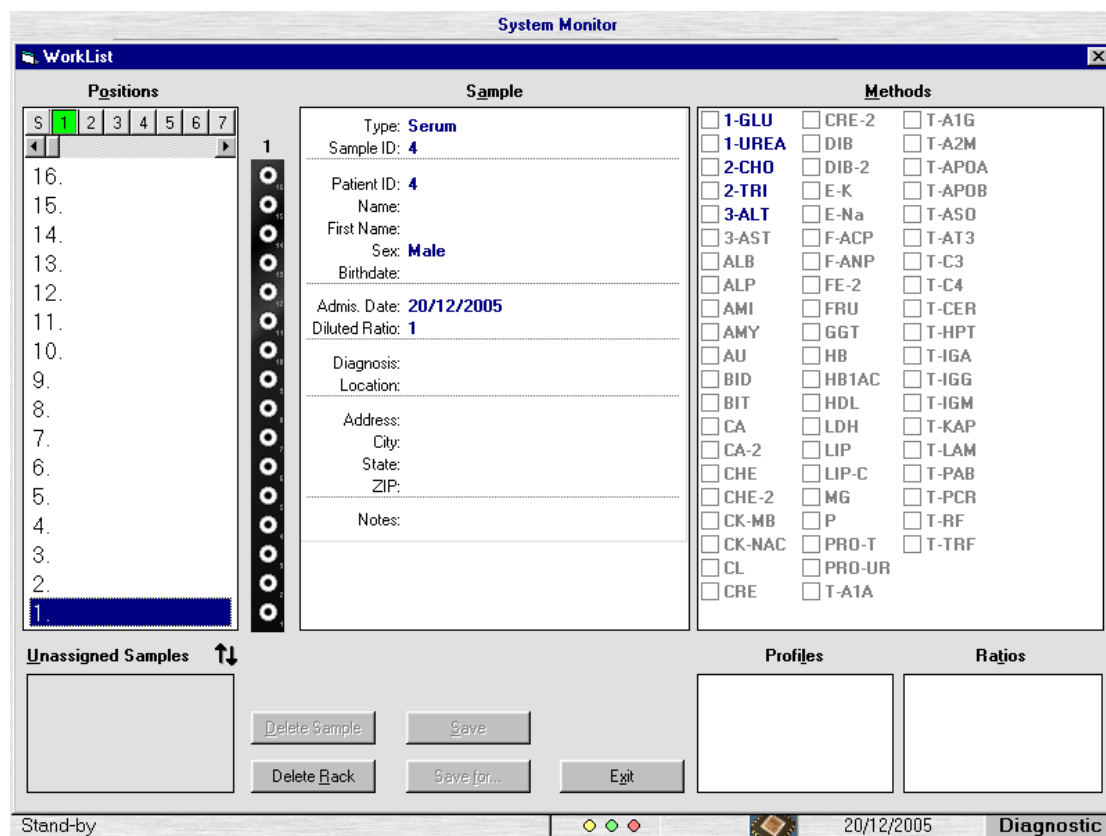 System Monitor
WorkList
Positions
Sample
Methods
S 1 2 3 4 5 6 7
1
16.
15.
14.
13.
12.
11.
10.
9.
8.
7.
6.
5.
4.
3.
2.
1.
Type: Serum
Sample ID: 4
Patient ID: 4
Name:
First Name:
Sex: Male
Birthdate:
Admis. Date: 20/12/2005
Diluted Ratio: 1
Diagnosis:
Location:
Address:
City:
State:
ZIP:
Notes:
1-GLU CRE-2 T-A1G
1-UREA DIB T-A2M
2-CHO DIB-2 T-APOA
2-TRI E-K T-APOB
3-ALT E-Na T-ASO
3-AST F-ACP T-AT3
ALB F-ANP T-C3
ALP FE-2 T-C4
AMI FRU T-CER
AMY GGT T-HPT
AU HB T-IGA
BID HB1AC T-IGG
BIT HDL T-IGM
CA LDH T-KAP
CA-2 LIP T-LAM
CHE LIP-C T-PAB
CHE-2 MG T-PCR
CK-MB P T-RF
CK-NAC PRO-T T-TRF
CL PRO-UR
CRE T-A1A
Unassigned Samples
Profiles
Ratios
Delete Sample Save
Delete Rack Save for... Exit
Stand-by 20/12/2005 Diagnostic